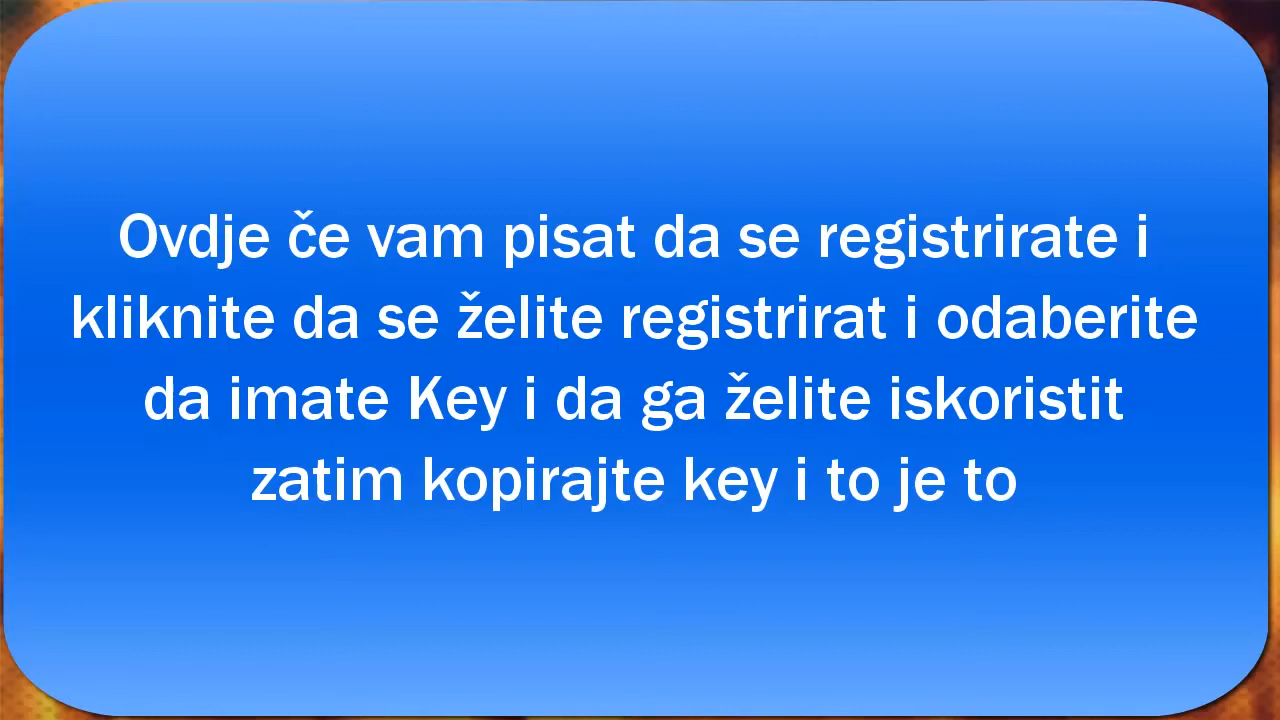 Ovdje če vam pisat da se registrirate i
kliknite da se želite registrirat i odaberite
da imate Key i da ga želite iskoristit
zatim kopirajte key i to je to